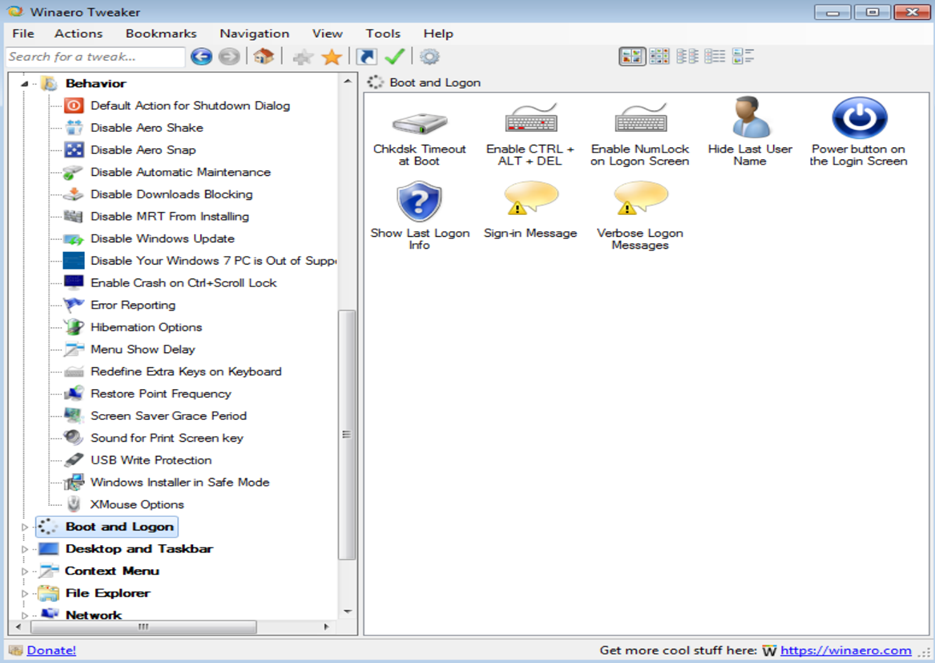 Winaero Tweaker
File Actions Bookmarks Navigation View Tools Help
Search for a tweak...
Behavior
Default Action for Shutdown Dialog
Disable Aero Shake
Disable Aero Snap
Disable Automatic Maintenance
Disable Downloads Blocking
Disable MRT From Installing
Disable Windows Update
Disable Your Windows 7 PC is Out of Suppo
Enable Crash on Ctrl+Scroll Lock
Error Reporting
Hibernation Options
Menu Show Delay
Redefine Extra Keys on Keyboard
Restore Point Frequency
Screen Saver Grace Period
Sound for Print Screen key
USB Write Protection
Windows Installer in Safe Mode
XMouse Options
Boot and Logon
Desktop and Taskbar
Context Menu
File Explorer
Network
Boot and Logon
Chkdsk Timeout
at Boot
Enable CTRL +
ALT + DEL
Enable NumLock
on Logon Screen
Hide Last User
Name
Power button on
the Login Screen
Show Last Logon
Info
Sign-in Message
Verbose Logon
Messages
Donate!
Get more cool stuff here: W https://winaero.com